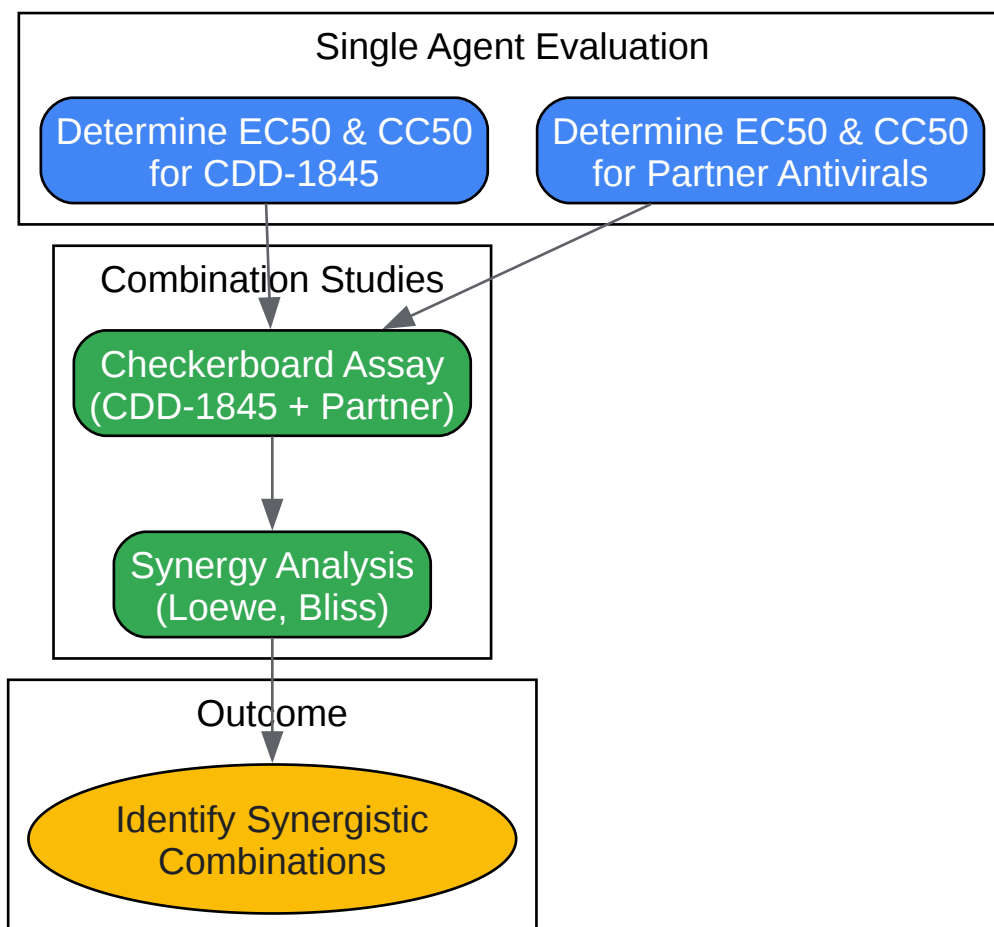 Single Agent Evaluation
Determine EC50 & CC50
for CDD-1845
Determine EC50 & CC50
for Partner Antivirals
Combination Studies
Checkerboard Assay
(CDD-1845 + Partner)
Synergy Analysis
(Loewe, Bliss)
Outcome
Identify Synergistic
Combinations